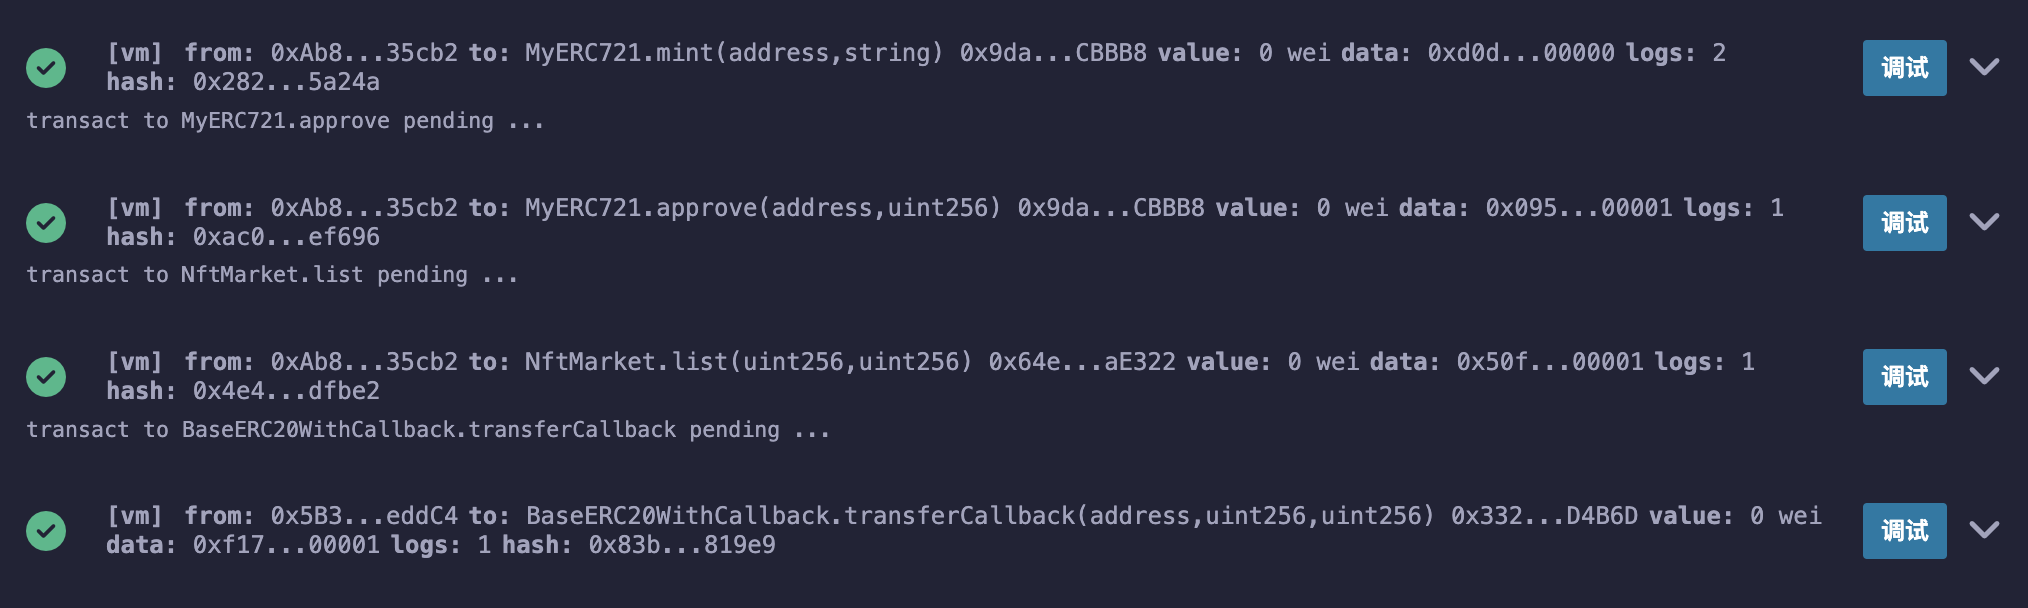 [vm] from: 0xAb8...35cb2 to: MyERC721.mint(address,string) 0x9da...CBBB8 value: 0 wei data: 0xd0d...00000 logs: 2
hash: 0x282...5a24a
调试
transact to MyERC721.approve pending ...
[vm] from: 0xAb8...35cb2 to: MyERC721.approve(address,uint256) 0x9da...CBBB8 value: 0 wei data: 0x095...00001 logs: 1
hash: 0xac0...ef696
调试
transact to NftMarket.list pending ...
[vm] from: 0xAb8...35cb2 to: NftMarket.list(uint256,uint256) 0x64e...aE322 value: 0 wei data: 0x50f...00001 logs: 1
hash: 0x4e4...dfbe2
调试
transact to BaseERC20WithCallback.transferCallback pending ...
[vm] from: 0x5B3...eddC4 to: BaseERC20WithCallback.transferCallback(address,uint256,uint256) 0x332...D4B6D value: 0 wei
data: 0xf17...00001 logs: 1 hash: 0x83b...819e9
调试